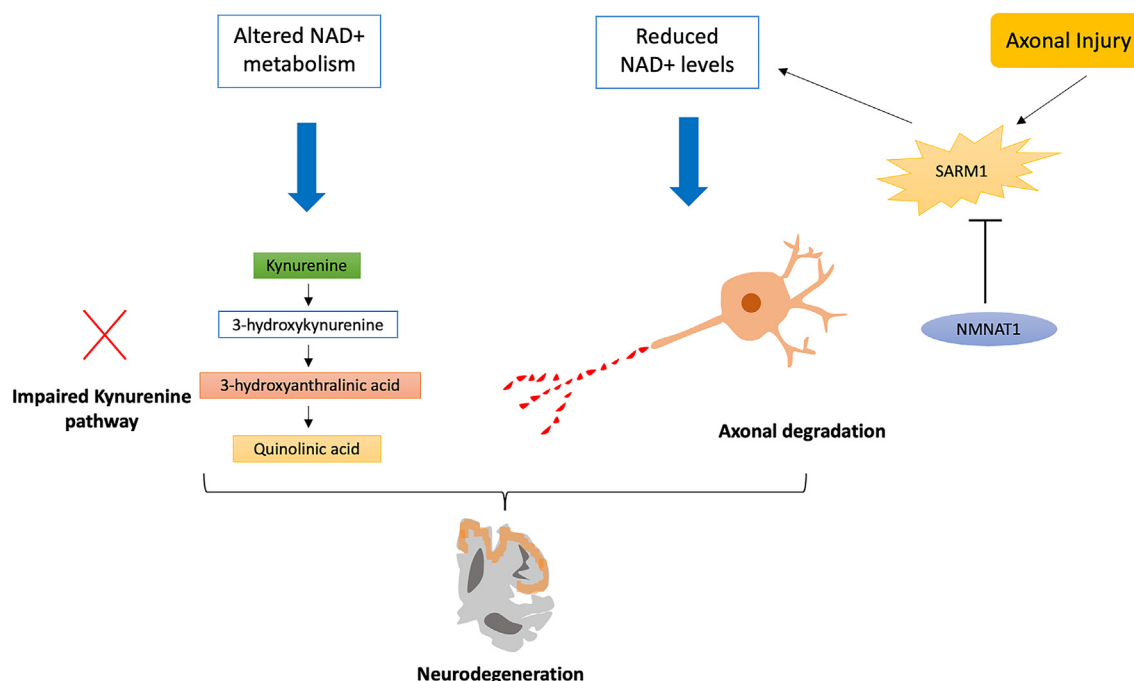 Altered NAD+
metabolism
Reduced
NAD+ levels
Axonal Injury
SARM1
NMNAT1
Kynurenine
3-hydroxykynurenine
3-hydroxyanthralinic acid
Quinolinic acid
Impaired Kynurenine
pathway
Axonal degradation
Neurodegeneration